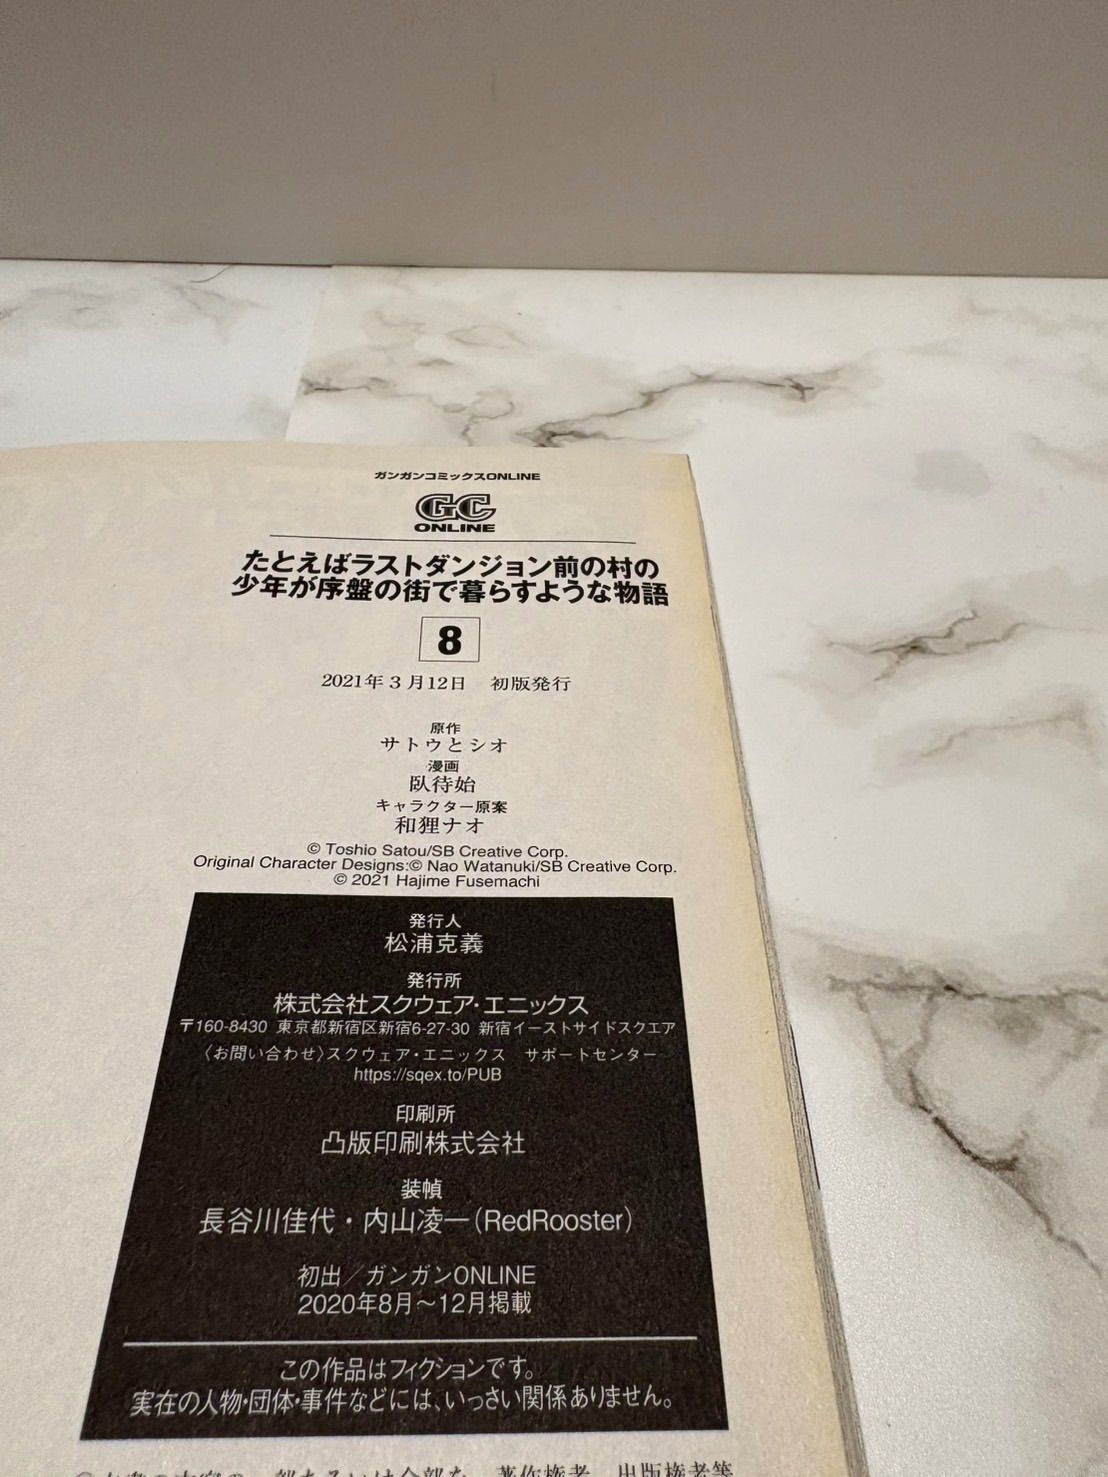 ガンガンコミックスONLINE
GC
ONLINE
たとえばラストダンジョン前の村の
少年が序盤の街で暮らすような物語
8
2021年3月12日　初版発行
原作
サトウとシオ
漫画
臥待始
キャラクター原案
和狸ナオ
© Toshio Satou/SB Creative Corp.
Original Character Designs:© Nao Watanuki/SB Creative Corp.
© 2021 Hajime Fusemachi
発行人
松浦克義
発行所
株式会社スクウェア・エニックス
〒160-8430 東京都新宿区新宿6-27-30 新宿イーストサイドスクエア
〈お問い合わせ〉スクウェア・エニックス　サポートセンター
https://sqex.to/PUB
印刷所
凸版印刷株式会社
装幀
長谷川佳代・内山凌一(RedRooster)
初出／ガンガンONLINE
2020年8月〜12月掲載
この作品はフィクションです。
実在の人物・団体・事件などには、いっさい関係ありません。
著作権者、出版権者等